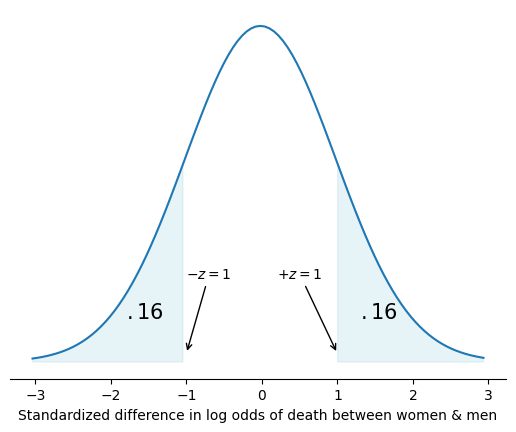 −z = 1
+z = 1
.16
.16
−3 −2 −1 0 1 2 3
Standardized difference in log odds of death between women & men